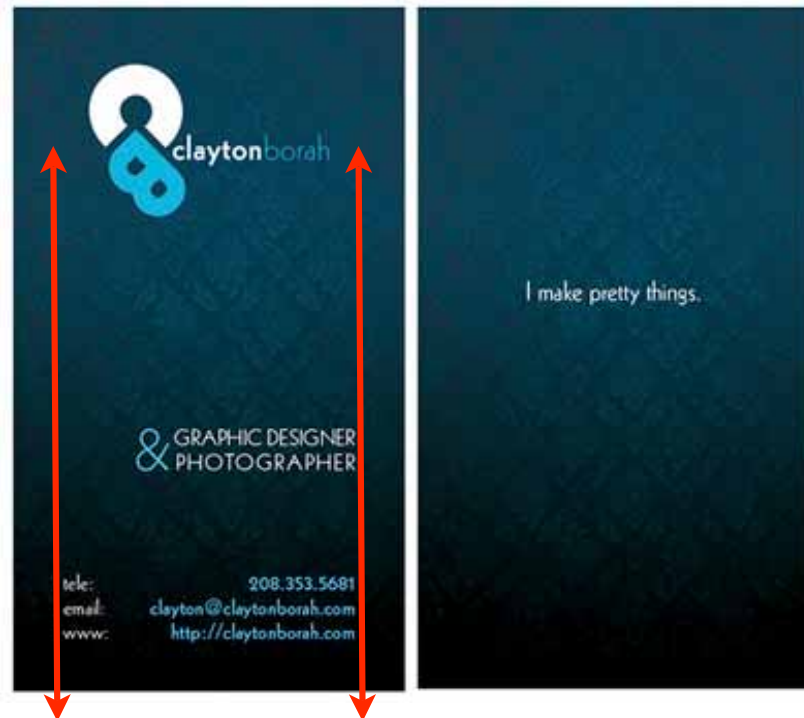 claytonborah
& GRAPHIC DESIGNER
PHOTOGRAPHER
tele: 208.353.5681
email: clayton@claytonborah.com
www: http://claytonborah.com
I make pretty things.